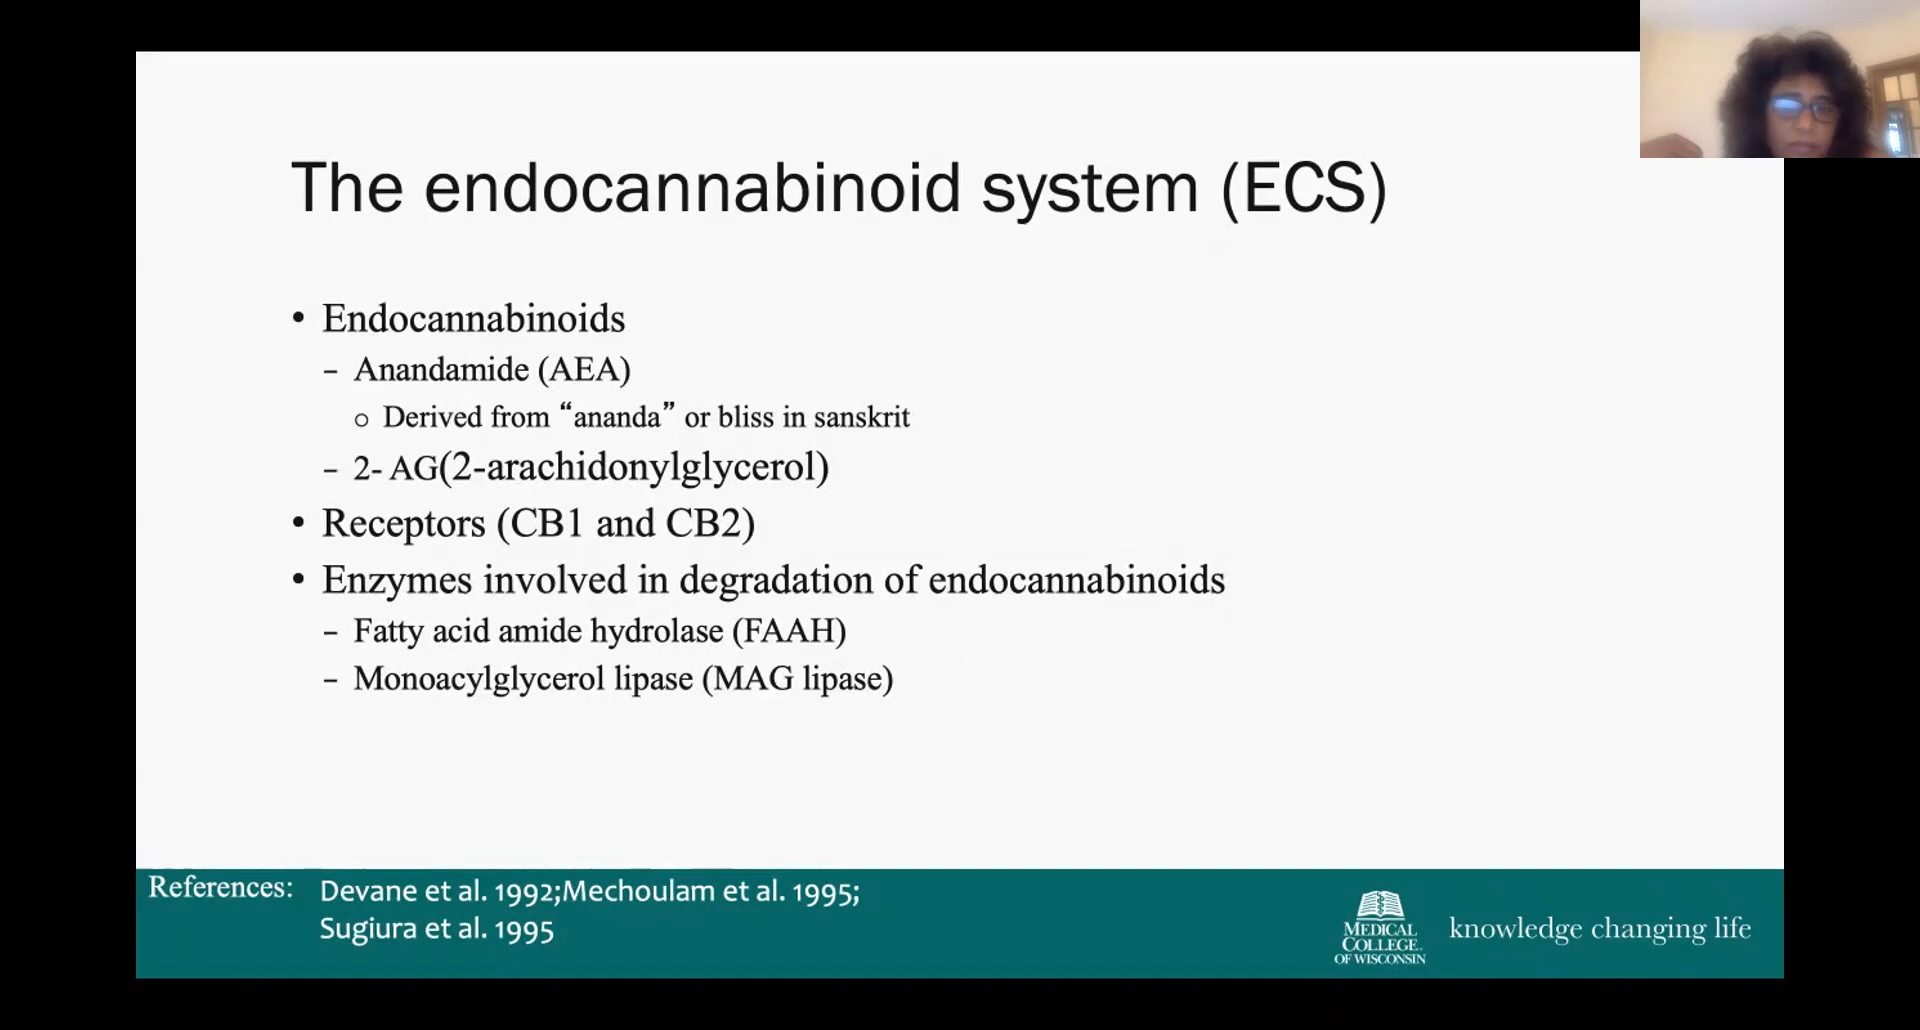 The endocannabinoid system (ECS)
• Endocannabinoids
– Anandamide (AEA)
o Derived from “ananda” or bliss in sanskrit
– 2- AG(2-arachidonylglycerol)
• Receptors (CB1 and CB2)
• Enzymes involved in degradation of endocannabinoids
– Fatty acid amide hydrolase (FAAH)
– Monoacylglycerol lipase (MAG lipase)
References: Devane et al. 1992;Mechoulam et al. 1995;
Sugiura et al. 1995
MEDICAL
COLLEGE
OF WISCONSIN
knowledge changing life